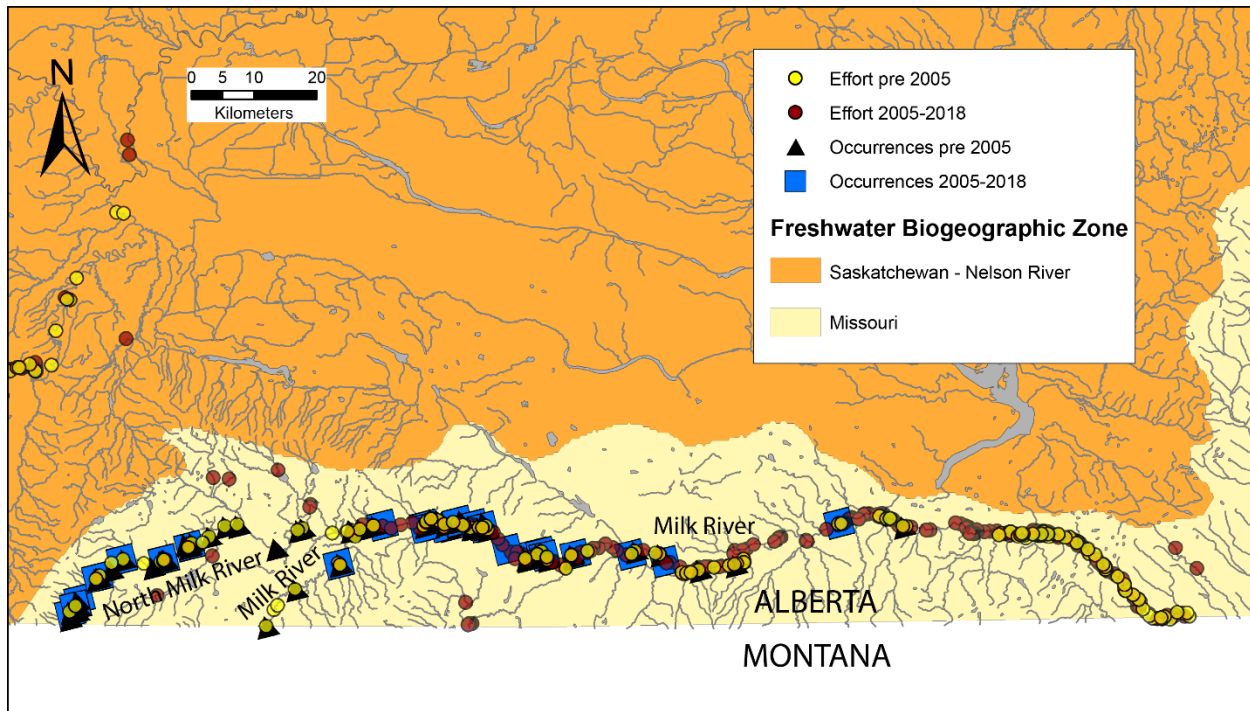 N
0 5 10 20
Kilometers
Effort pre 2005
Effort 2005-2018
Occurrences pre 2005
Occurrences 2005-2018
Freshwater Biogeographic Zone
Saskatchewan - Nelson River
Missouri
North Milk River
Milk River
Milk River
ALBERTA
MONTANA